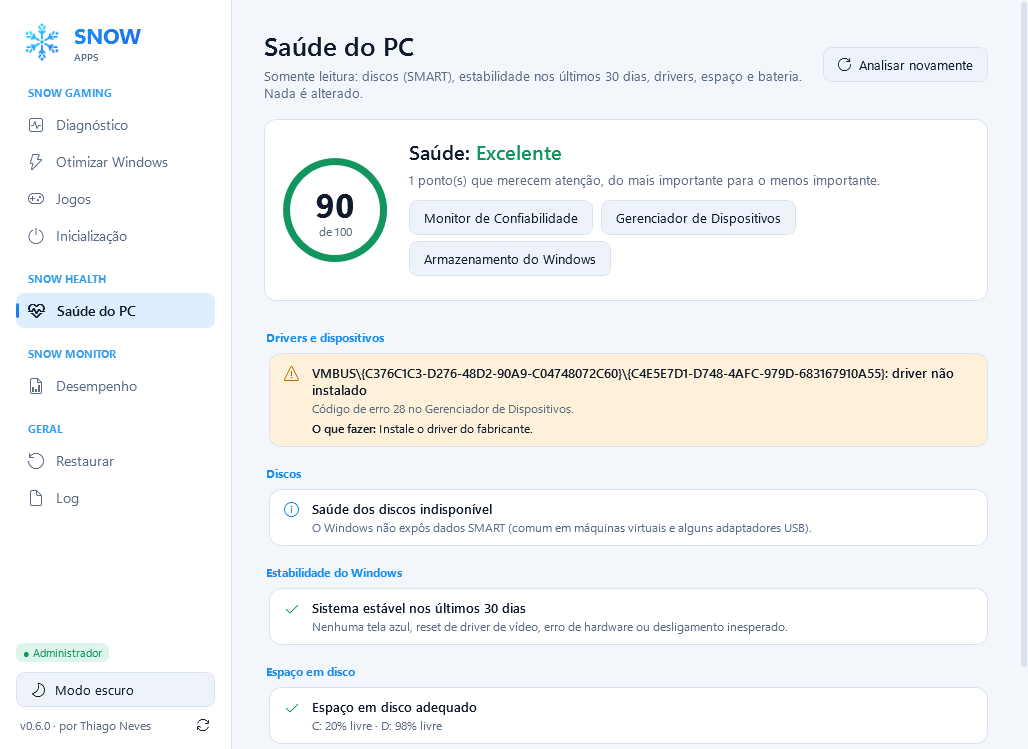 SNOW
APPS
SNOW GAMING
Diagnóstico
Otimizar Windows
Jogos
Inicialização
SNOW HEALTH
Saúde do PC
SNOW MONITOR
Desempenho
GERAL
Restaurar
Log
Administrador
Modo escuro
v0.6.0 · por Thiago Neves
Saúde do PC
Somente leitura: discos (SMART), estabilidade nos últimos 30 dias, drivers, espaço e bateria.
Nada é alterado.
Analisar novamente
90
de 100
Saúde: Excelente
1 ponto(s) que merecem atenção, do mais importante para o menos importante.
Monitor de Confiabilidade
Gerenciador de Dispositivos
Armazenamento do Windows
Drivers e dispositivos
VMBUS\{C376C1C3-D276-48D2-90A9-C04748072C60}\{C4E5E7D1-D748-4AFC-979D-683167910A55}: driver não
instalado
Código de erro 28 no Gerenciador de Dispositivos.
O que fazer: Instale o driver do fabricante.
Discos
Saúde dos discos indisponível
O Windows não expôs dados SMART (comum em máquinas virtuais e alguns adaptadores USB).
Estabilidade do Windows
Sistema estável nos últimos 30 dias
Nenhuma tela azul, reset de driver de vídeo, erro de hardware ou desligamento inesperado.
Espaço em disco
Espaço em disco adequado
C: 20% livre · D: 98% livre